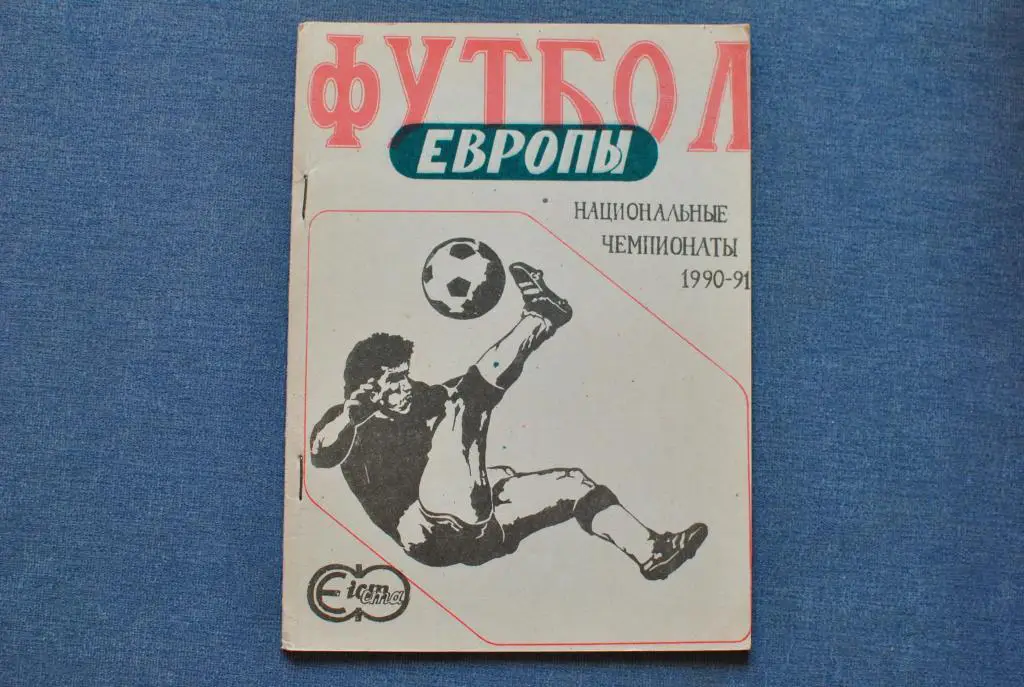 ФУТБОЛ
ЕВРОПЫ
НАЦИОНАЛЬНЫЕ
ЧЕМПИОНАТЫ
1990-91